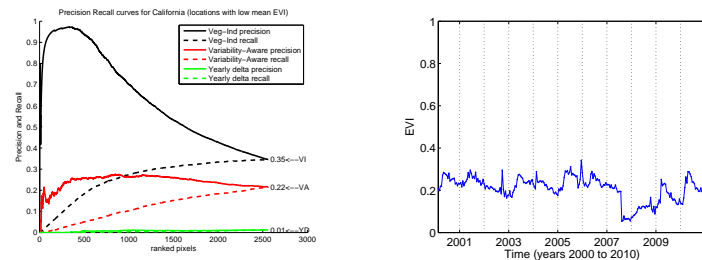 Precision Recall curves for California (locations with low mean EVI)
1
0.9
0.8
0.7
0.6
0.5
0.4
0.3
0.2
0.1
0
Precision and Recall
Veg−Ind precision
Veg−Ind recall
Variability−Aware precision
Variability−Aware recall
Yearly delta precision
Yearly delta recall
0.35<−−VI
0.22<−−VA
0.01<−−YD
0 500 1000 1500 2000 2500 3000
ranked pixels
1
0.8
0.6
0.4
0.2
0
EVI
2001 2003 2005 2007 2009
Time (years 2000 to 2010)